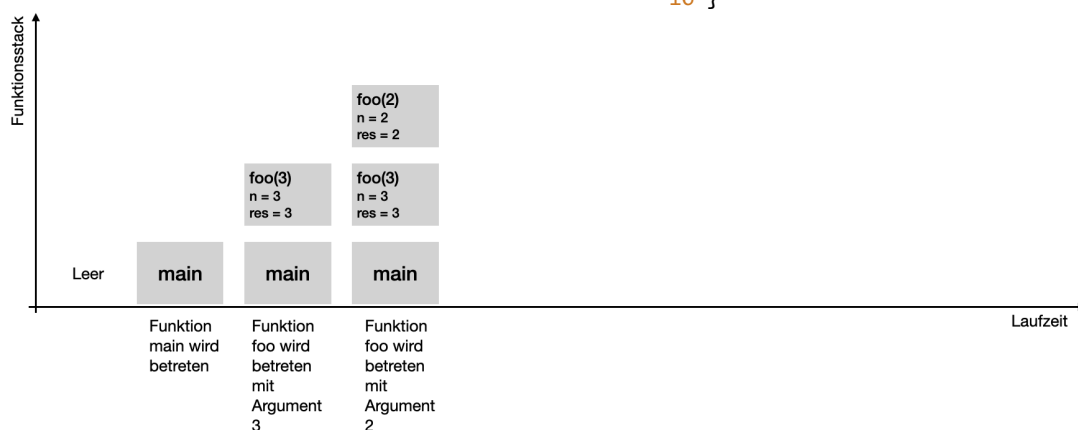 16 }
Funktionsstack
foo(2)
n = 2
res = 2
foo(3)
n = 3
res = 3
foo(3)
n = 3
res = 3
Leer
main
main
main
Laufzeit
Funktion
main wird
betreten
Funktion
foo wird
betreten
mit
Argument
3
Funktion
foo wird
betreten
mit
Argument
2